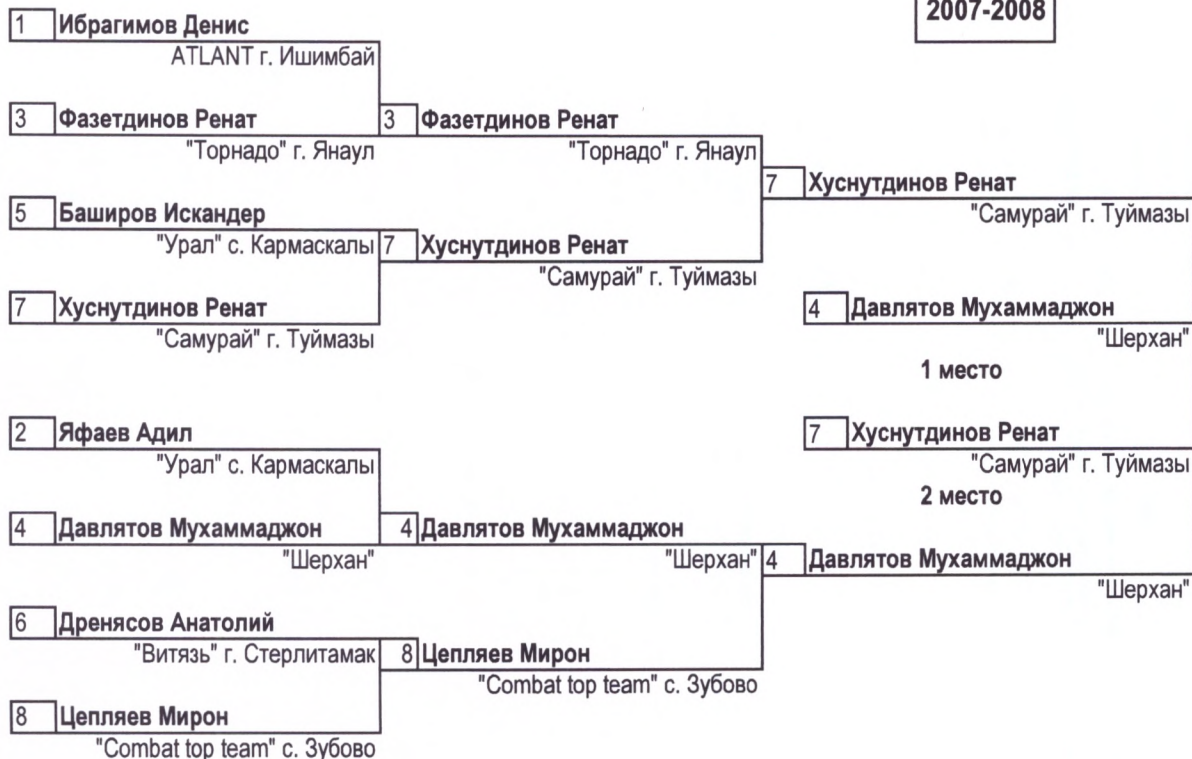 2007-2008
1 Ибрагимов Денис
ATLANT г. Ишимбай
3 Фазетдинов Ренат
"Торнадо" г. Янаул
3 Фазетдинов Ренат
"Торнадо" г. Янаул
7 Хуснутдинов Ренат
"Самурай" г. Туймазы
5 Баширов Искандер
"Урал" с. Кармаскалы
7 Хуснутдинов Ренат
"Самурай" г. Туймазы
7 Хуснутдинов Ренат
"Самурай" г. Туймазы
4 Давлятов Мухаммаджон
"Шерхан"
1 место
2 Яфаев Адил
"Урал" с. Кармаскалы
7 Хуснутдинов Ренат
"Самурай" г. Туймазы
2 место
4 Давлятов Мухаммаджон
"Шерхан"
4 Давлятов Мухаммаджон
"Шерхан"
4 Давлятов Мухаммаджон
"Шерхан"
6 Дренясов Анатолий
"Витязь" г. Стерлитамак
8 Цепляев Мирон
"Combat top team" с. Зубово
8 Цепляев Мирон
"Combat top team" с. Зубово